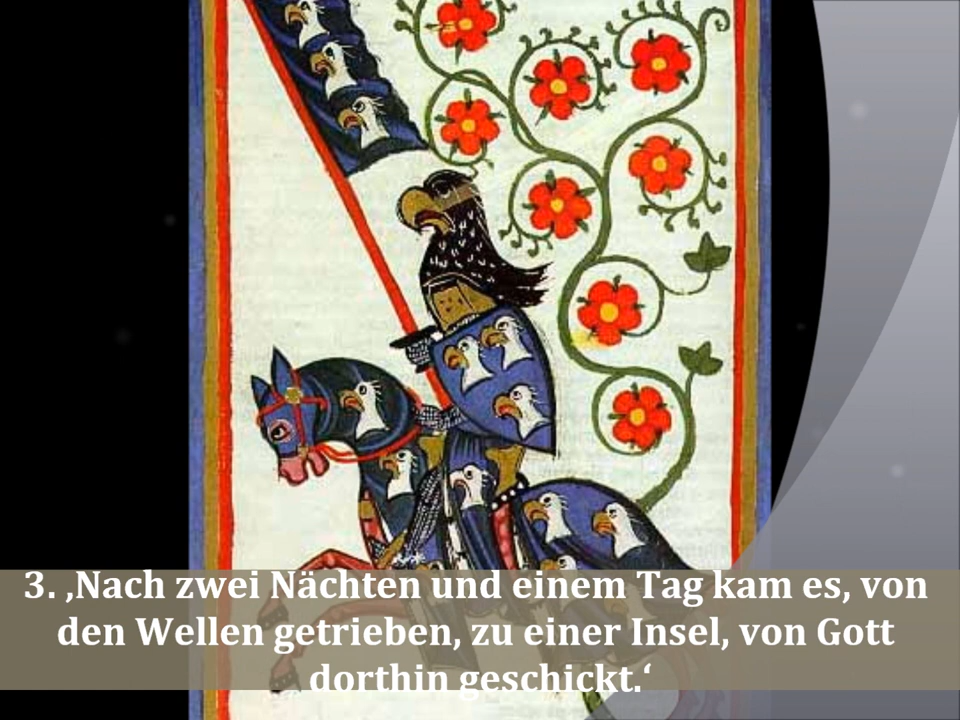 3. ‚Nach zwei Nächten und einem Tag kam es, von
den Wellen getrieben, zu einer Insel, von Gott
dorthin geschickt.‘